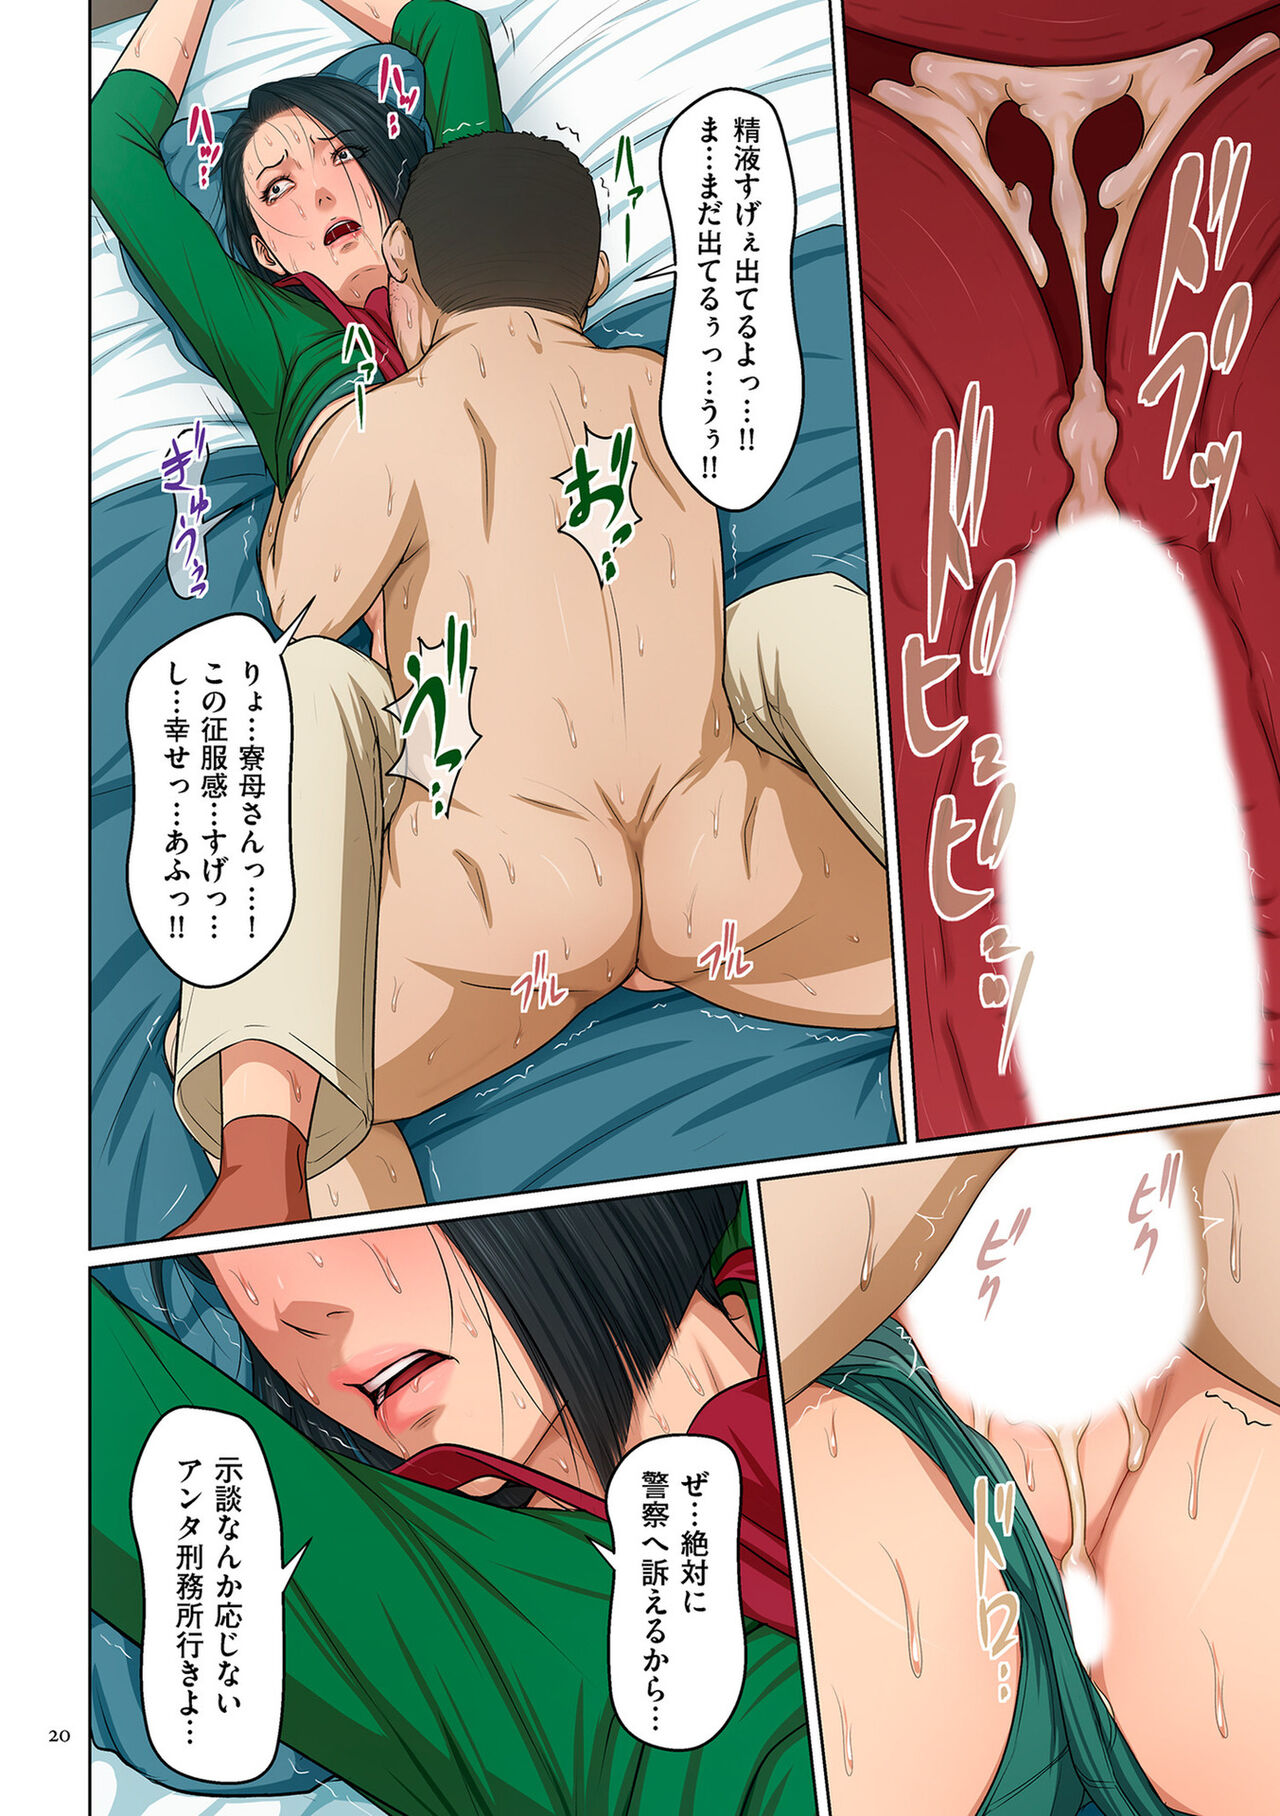 ドプッ
ドプッ
ビュビュッ
精液すげぇ出てるよっ…!!
ま…まだ出てるぅっ…うぅ!!
ハァー
ハァー
お゛…
う゛…
ぎゅうぅっ
りょ…寮母さんっ…！
この征服感…すげっ…
し…幸せっ…あふっ!!
ブル
ブル
ビク
ビク
ドロ…
ぜ…絶対に
警察へ訴えるから…
示談なんか応じない
アンタ刑務所行きよ…
20